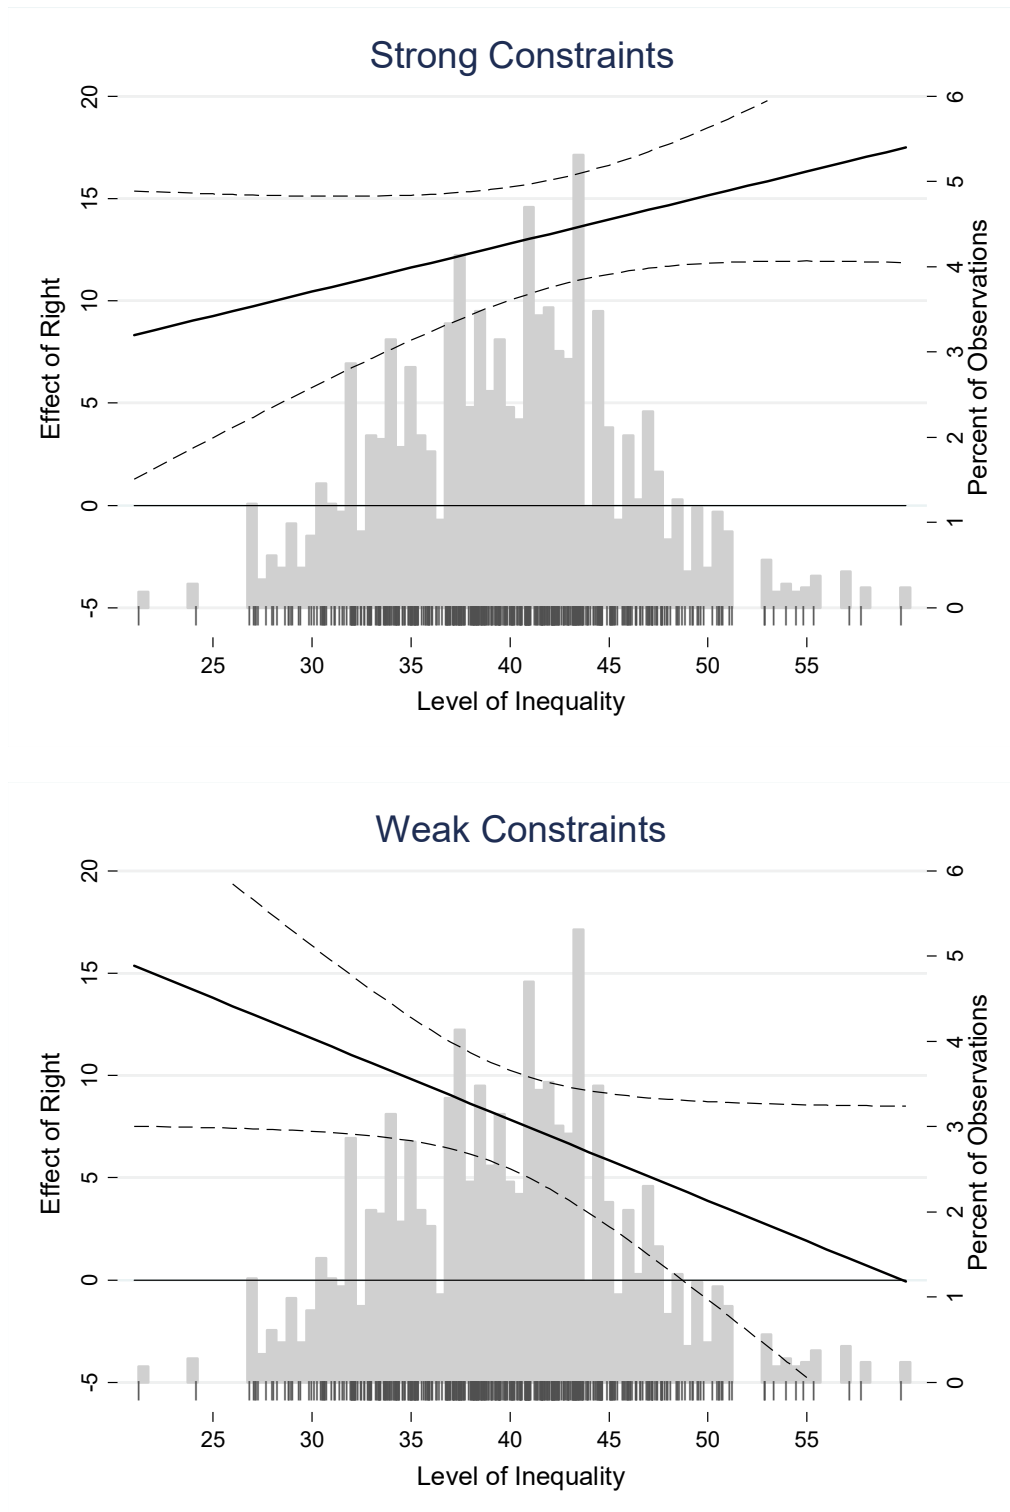 Strong Constraints
20
15
10
5
0
-5
Effect of Right
6
5
4
3
2
1
0
Percent of Observations
25 30 35 40 45 50 55
Level of Inequality
Weak Constraints
20
15
10
5
0
-5
Effect of Right
6
5
4
3
2
1
0
Percent of Observations
25 30 35 40 45 50 55
Level of Inequality